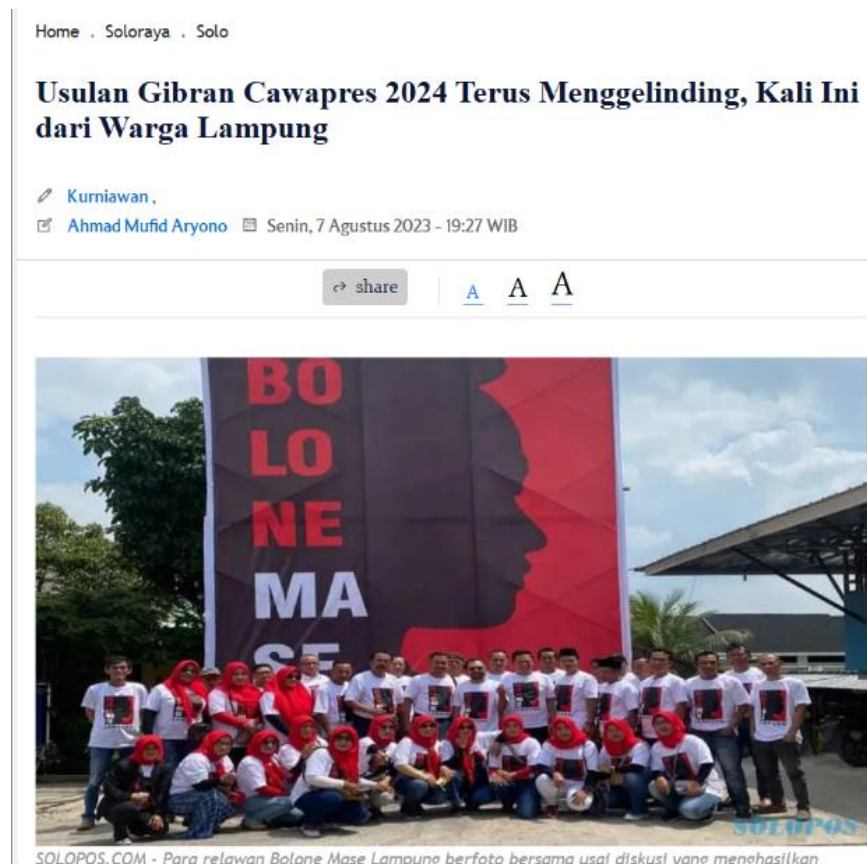 Home . Soloraya . Solo
Usulan Gibran Cawapres 2024 Terus Menggelinding, Kali Ini
dari Warga Lampung
Kurniawan ,
Ahmad Mufid Aryono Senin, 7 Agustus 2023 - 19:27 WIB
share A A A
BO
LO
NE
MA
SE
SOLOPOS
SOLOPOS.COM - Para relawan Bolone Mase Lampung berfoto bersama usai diskusi yang menghasilkan